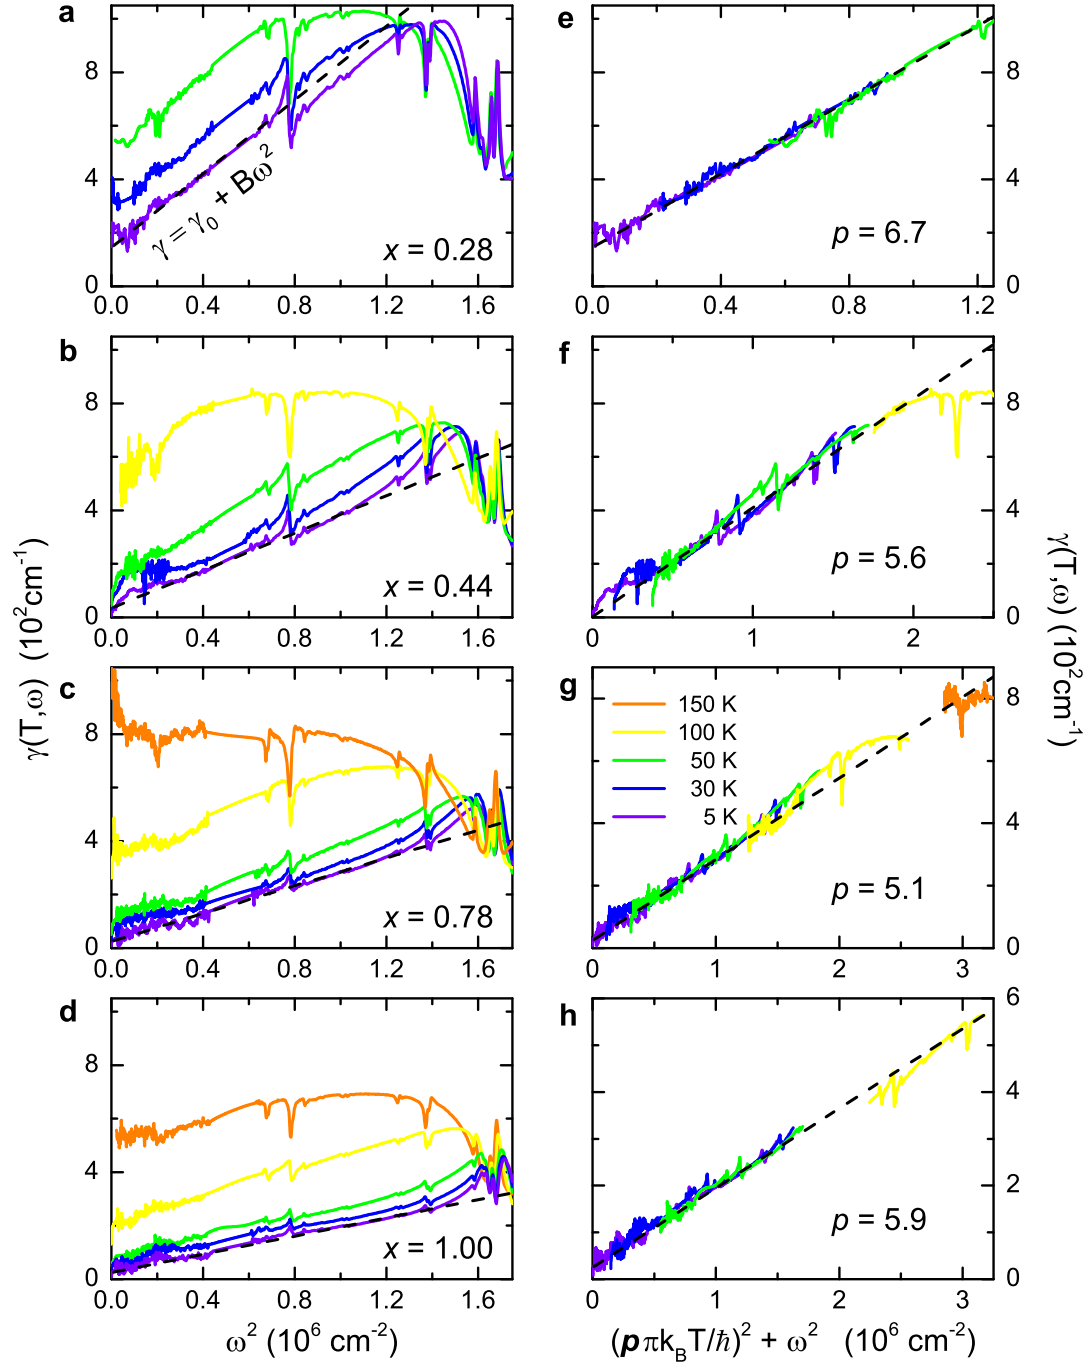 a
8
4
0
γ = γ0 + Bω2
x = 0.28
0.0 0.4 0.8 1.2 1.6
e
8
4
0
p = 6.7
0.0 0.4 0.8 1.2
b
8
4
0
x = 0.44
0.0 0.4 0.8 1.2 1.6
f
8
4
0
p = 5.6
0 1 2
γ(T,ω) (10²cm⁻¹)
γ(T,ω) (10²cm⁻¹)
c
8
4
0
x = 0.78
0.0 0.4 0.8 1.2 1.6
g
150 K
100 K
50 K
30 K
5 K
8
4
0
p = 5.1
0 1 2 3
d
8
4
0
x = 1.00
0.0 0.4 0.8 1.2 1.6
ω² (10⁶ cm⁻²)
h
6
4
2
0
p = 5.9
0 1 2 3
(pπkBT/ħ)² + ω² (10⁶ cm⁻²)